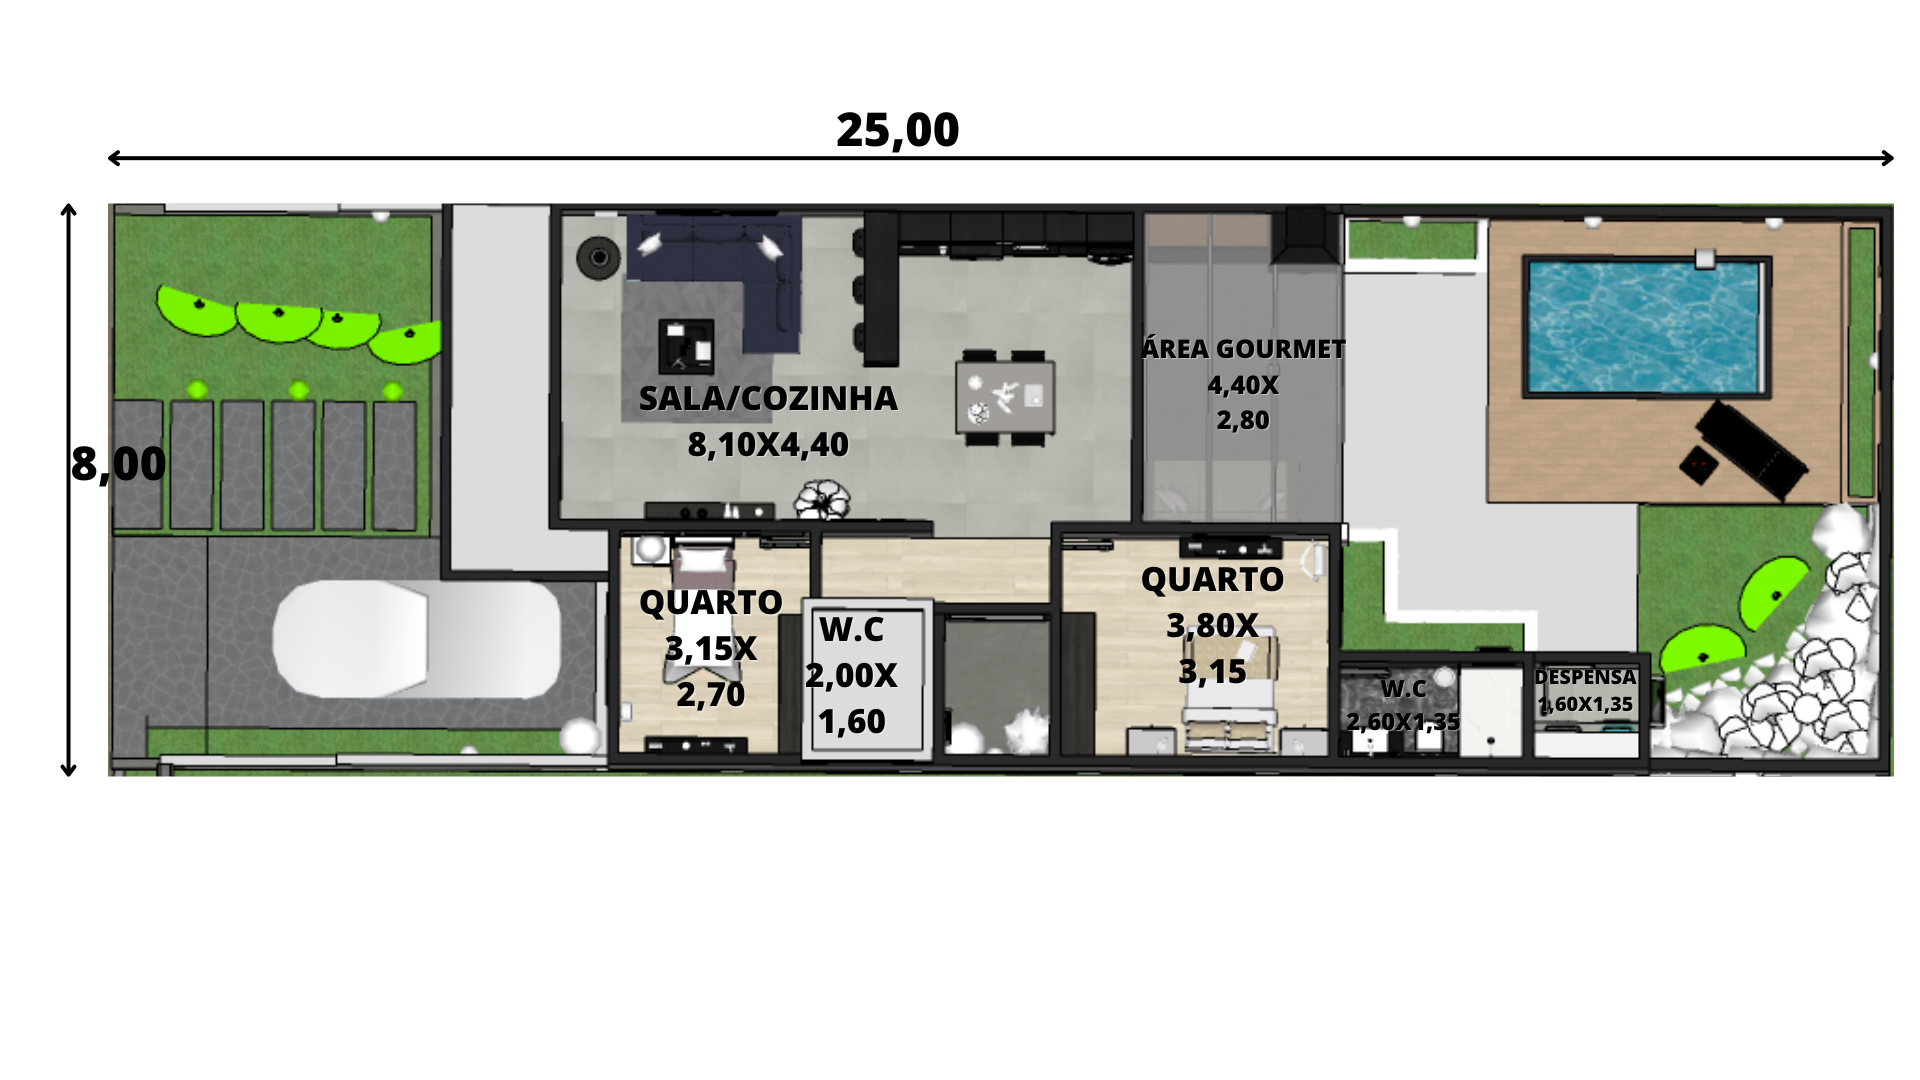 25,00
8,00
SALA/COZINHA
8,10X4,40
ÁREA GOURMET
4,40X
2,80
QUARTO
3,15X
2,70
W.C
2,00X
1,60
QUARTO
3,80X
3,15
W.C
2,60X1,35
DESPENSA
1,60X1,35